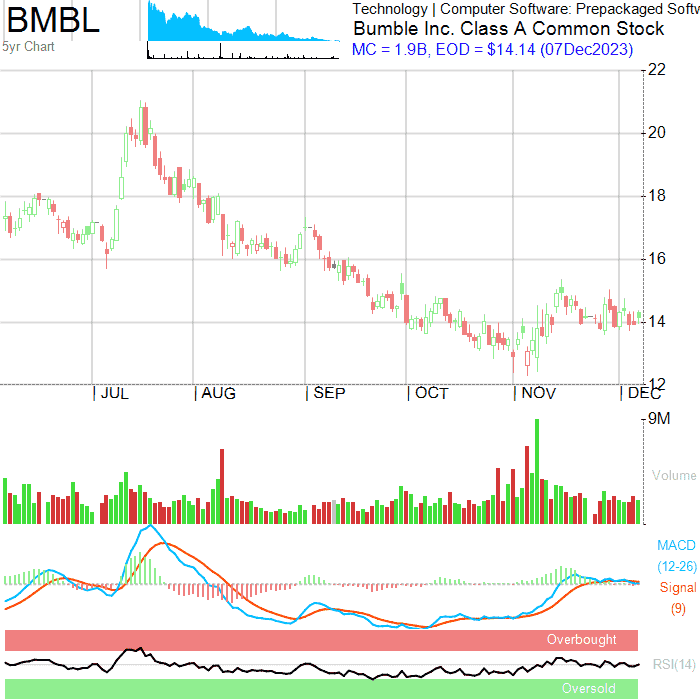 BMBL
5yr Chart
Technology | Computer Software: Prepackaged Softw
Bumble Inc. Class A Common Stock
MC = 1.9B, EOD = $14.14 (07Dec2023)
22
20
18
16
14
12
JUL AUG SEP OCT NOV DEC
9M
Volume
MACD
(12-26)
Signal
(9)
Overbought
RSI(14)
Oversold